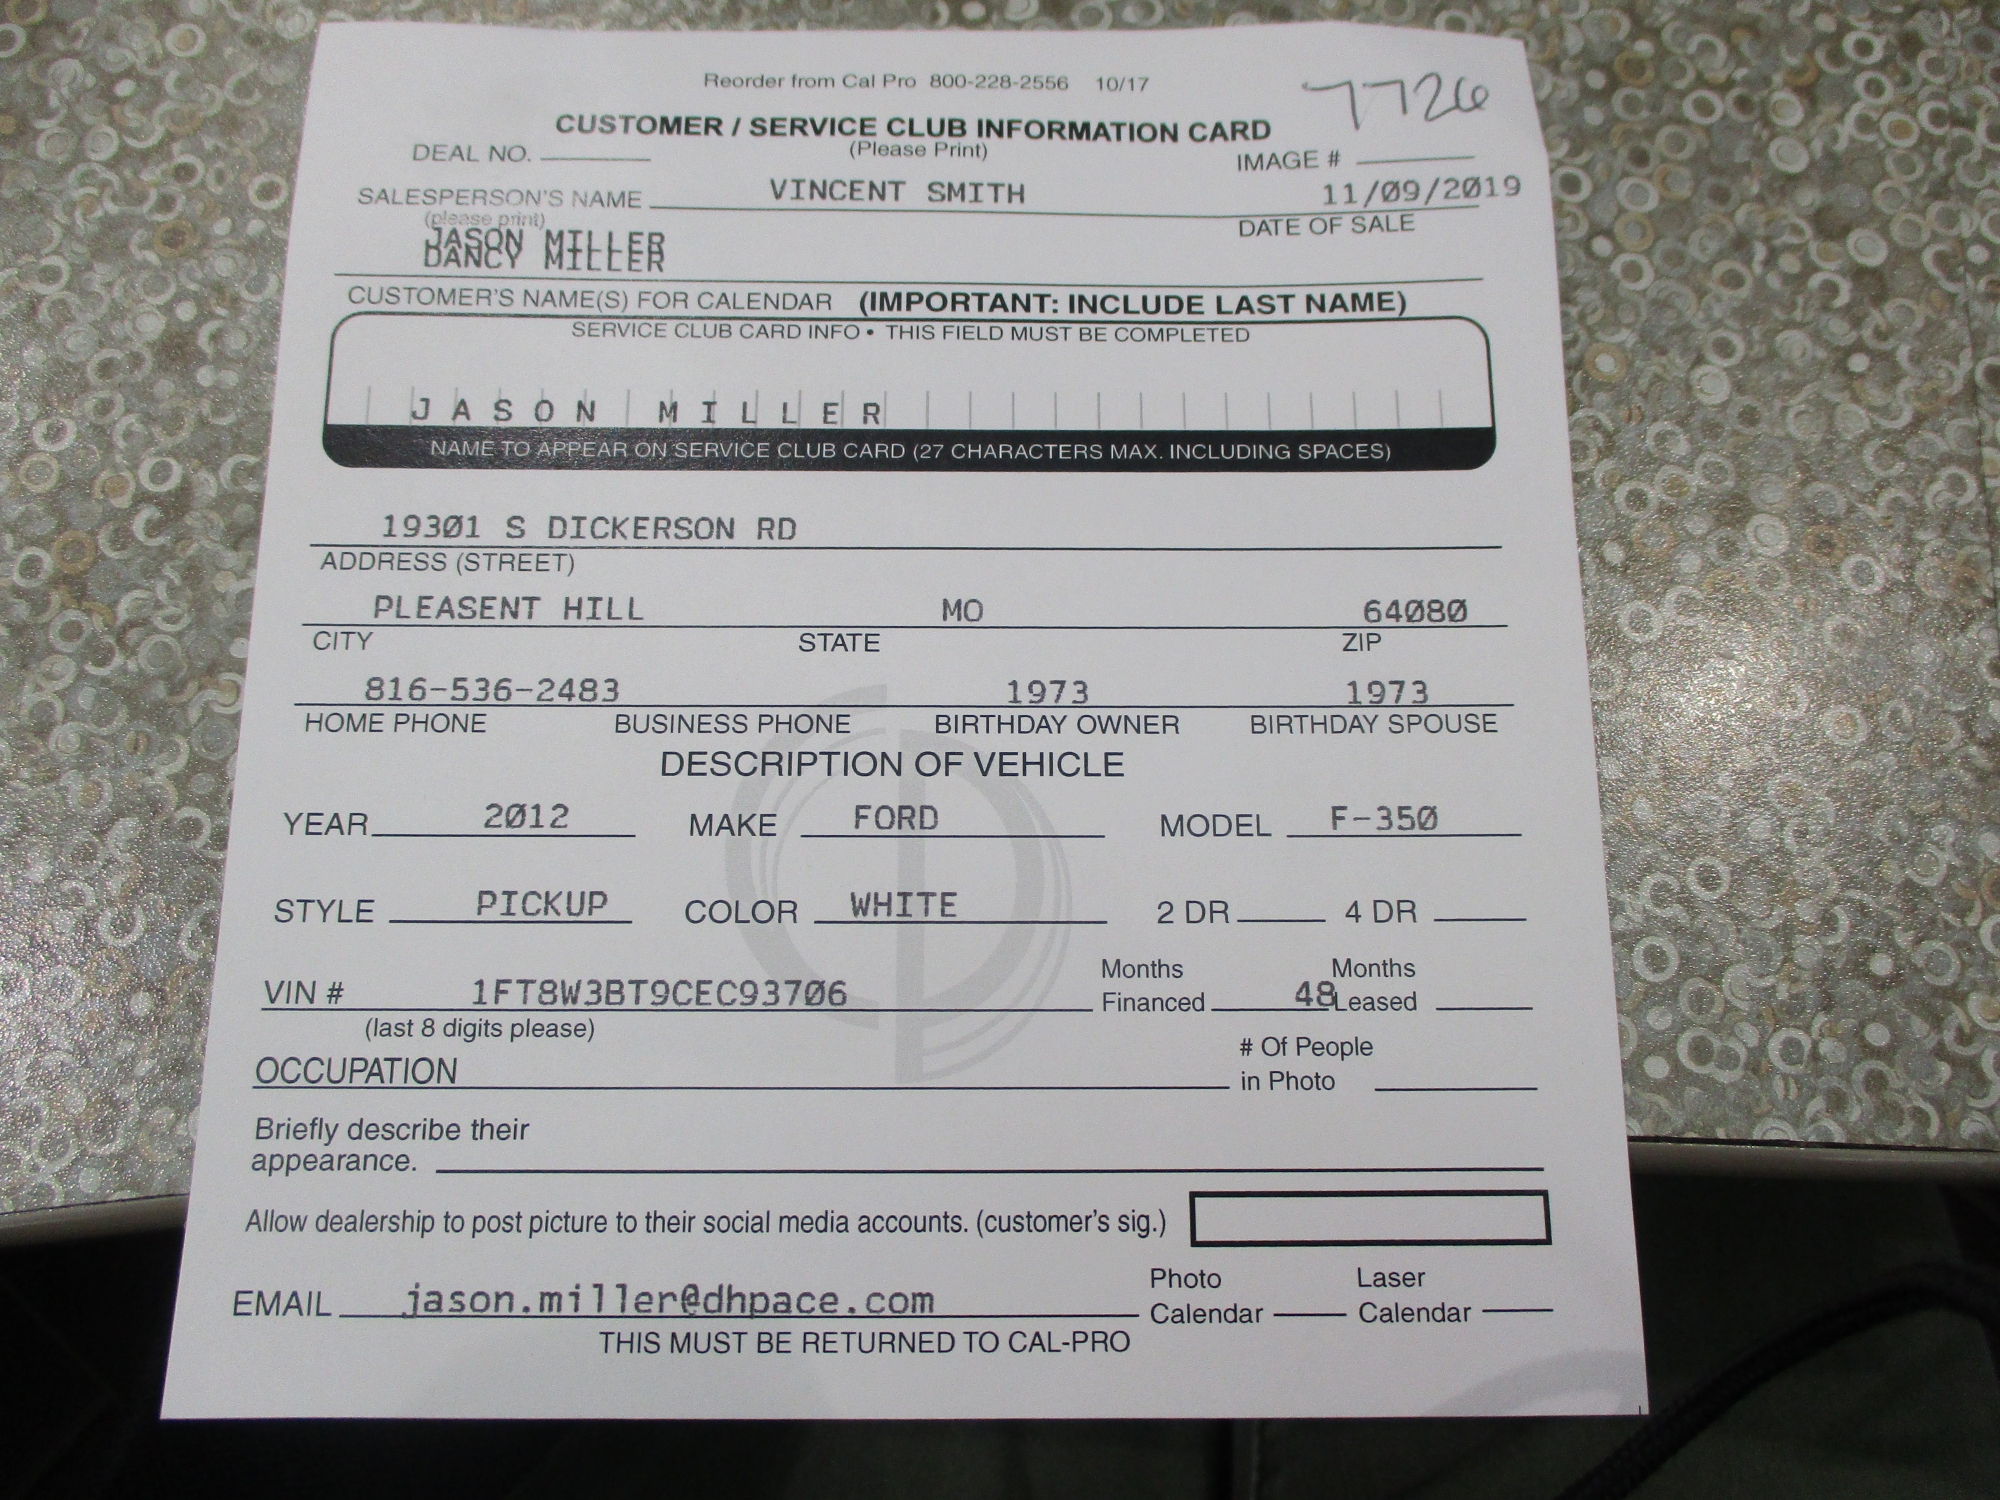 Reorder from Cal Pro 800-228-2556 10/17
7726
CUSTOMER / SERVICE CLUB INFORMATION CARD
(Please Print)
DEAL NO.
IMAGE #
SALESPERSON'S NAME VINCENT SMITH 11/09/2019
(please print)
DATE OF SALE
JASON MILLER
DANCY MILLER
CUSTOMER'S NAME(S) FOR CALENDAR (IMPORTANT: INCLUDE LAST NAME)
SERVICE CLUB CARD INFO • THIS FIELD MUST BE COMPLETED
JASON MILLER
NAME TO APPEAR ON SERVICE CLUB CARD (27 CHARACTERS MAX. INCLUDING SPACES)
19301 S DICKERSON RD
ADDRESS (STREET)
PLEASENT HILL MO 64080
CITY STATE ZIP
816-536-2483 1973 1973
HOME PHONE BUSINESS PHONE BIRTHDAY OWNER BIRTHDAY SPOUSE
DESCRIPTION OF VEHICLE
YEAR 2012 MAKE FORD MODEL F-350
STYLE PICKUP COLOR WHITE 2 DR 4 DR
VIN # 1FT8W3BT9CEC93706
(last 8 digits please)
Months Financed 48 Months Leased
OCCUPATION
# Of People
in Photo
Briefly describe their
appearance.
Allow dealership to post picture to their social media accounts. (customer's sig.)
EMAIL jason.miller@dhpace.com
Photo Calendar Laser Calendar
THIS MUST BE RETURNED TO CAL-PRO